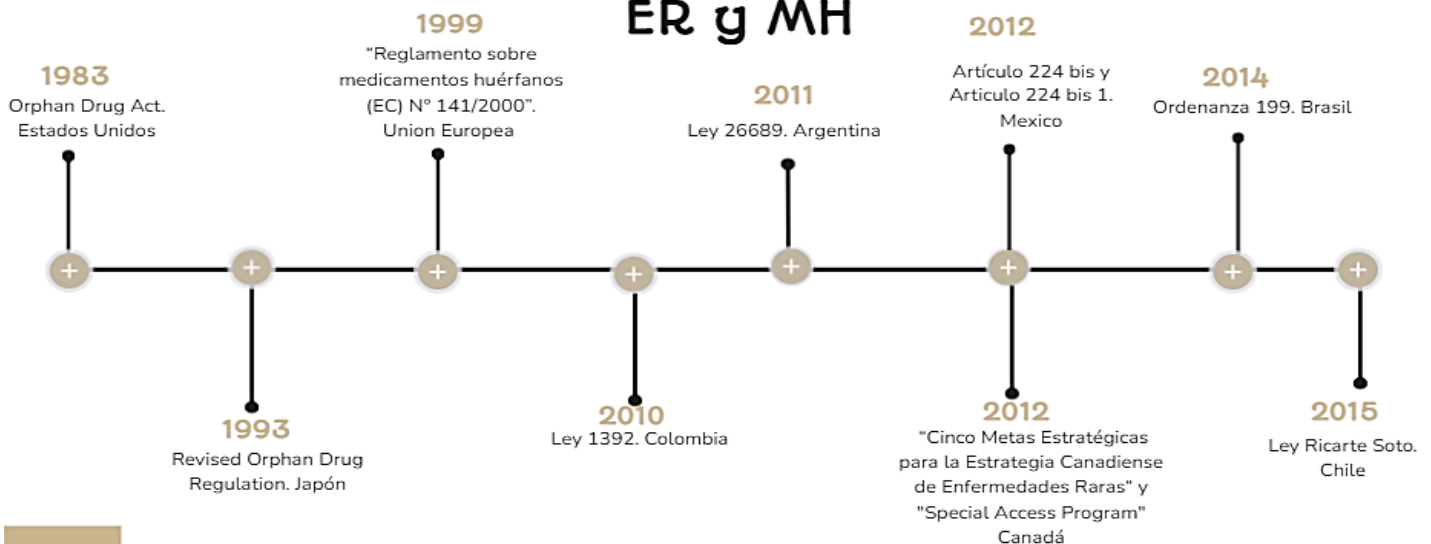 ER y MH
1983
Orphan Drug Act.
Estados Unidos
1993
Revised Orphan Drug
Regulation. Japón
1999
“Reglamento sobre
medicamentos huérfanos
(EC) N° 141/2000”.
Union Europea
2010
Ley 1392. Colombia
2011
Ley 26689. Argentina
2012
Artículo 224 bis y
Articulo 224 bis 1.
Mexico
2012
“Cinco Metas Estratégicas
para la Estrategia Canadiense
de Enfermedades Raras“ y
"Special Access Program"
Canadá
2014
Ordenanza 199. Brasil
2015
Ley Ricarte Soto.
Chile